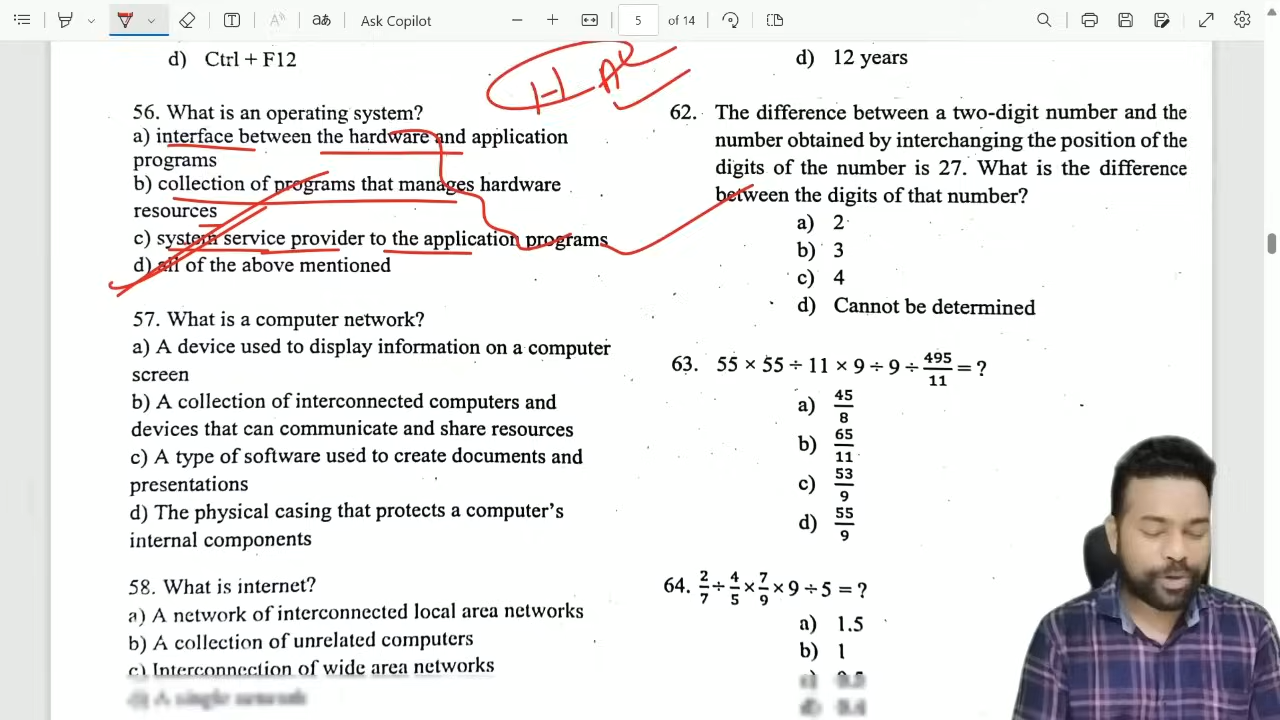 Ask Copilot
5
of 14
d) Ctrl + F12
56. What is an operating system?
a) interface between the hardware and application
programs
b) collection of programs that manages hardware
resources
c) system service provider to the application programs
d) all of the above mentioned
57. What is a computer network?
a) A device used to display information on a computer
screen
b) A collection of interconnected computers and
devices that can communicate and share resources
c) A type of software used to create documents and
presentations
d) The physical casing that protects a computer's
internal components
58. What is internet?
a) A network of interconnected local area networks
b) A collection of unrelated computers
c) Interconnection of wide area networks
d) A single network
d) 12 years
62. The difference between a two-digit number and the
number obtained by interchanging the position of the
digits of the number is 27. What is the difference
between the digits of that number?
a) 2
b) 3
c) 4
d) Cannot be determined
63. 55 × 55 ÷ 11 × 9 ÷ 9 ÷ 495/11 = ?
a) 45/8
b) 65/11
c) 53/9
d) 55/9
64. 2/7 ÷ 4/5 × 7/9 × 9 ÷ 5 = ?
a) 1.5
b) 1